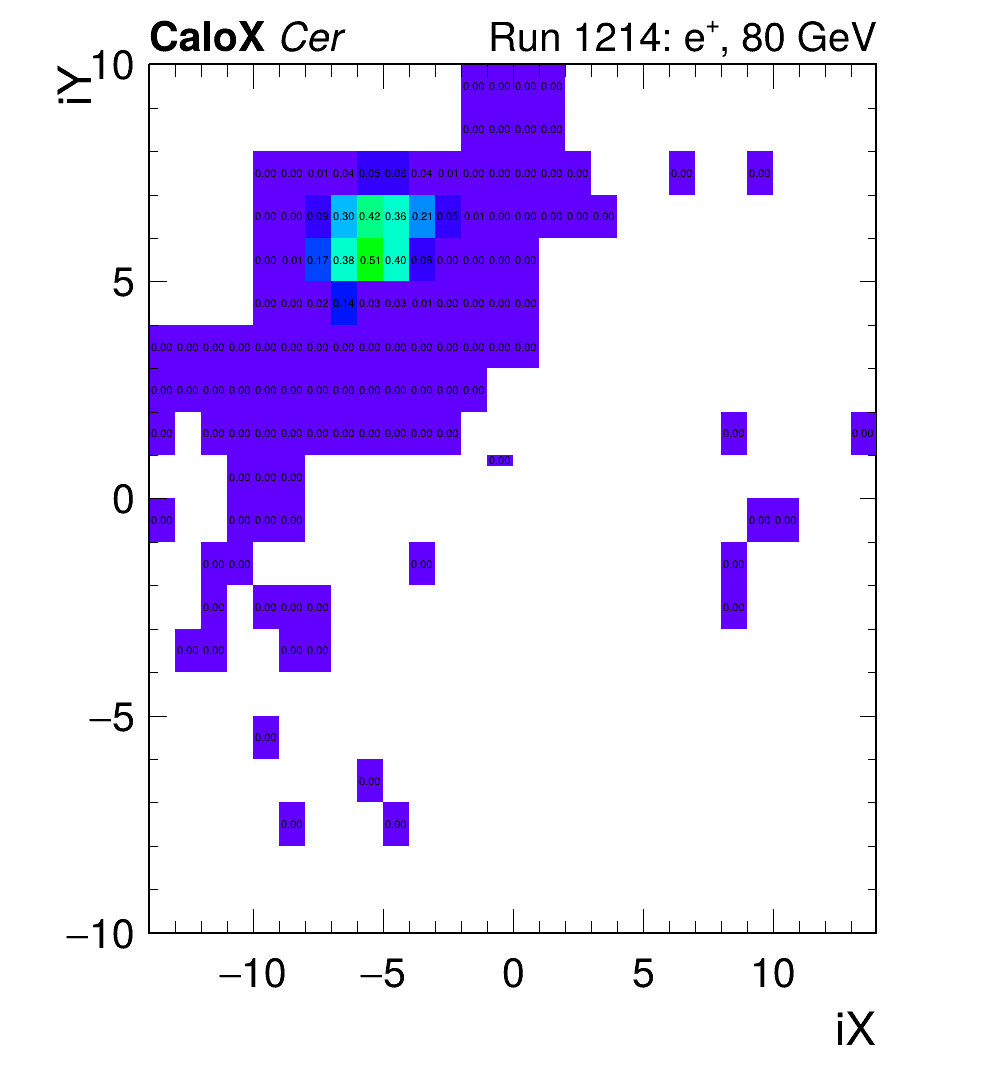 CaloX Cer Run 1214: e⁺, 80 GeV
iY
10
0.00 0.00 0.00 0.00
0.00 0.00 0.00 0.00
0.00 0.00 0.01 0.04 0.05 0.08 0.04 0.01 0.00 0.00 0.00 0.00 0.00 0.00 0.00
0.00 0.00 0.09 0.30 0.42 0.36 0.21 0.05 0.01 0.00 0.00 0.00 0.00 0.00
0.00 0.01 0.17 0.38 0.51 0.40 0.08 0.00 0.00 0.00 0.00
5
0.00 0.00 0.02 0.14 0.03 0.03 0.01 0.00 0.00 0.00 0.00
0.00 0.00 0.00 0.00 0.00 0.00 0.00 0.00 0.00 0.00 0.00 0.00 0.00 0.00 0.00
0.00 0.00 0.00 0.00 0.00 0.00 0.00 0.00 0.00 0.00 0.00 0.00 0.00
0.00 0.00 0.00 0.00 0.00 0.00 0.00 0.00 0.00 0.00 0.00 0.00 0.00
0.00
0.00 0.00 0.00
0
0.00 0.00 0.00 0.00 0.00 0.00
0.00 0.00 0.00 0.00
0.00 0.00 0.00 0.00 0.00
0.00 0.00 0.00 0.00
−5
0.00
0.00
0.00 0.00
−10
−10 −5 0 5 10
iX